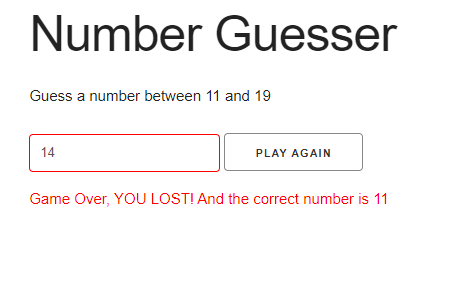 Number Guesser
Guess a number between 11 and 19
14
PLAY AGAIN
Game Over, YOU LOST! And the correct number is 11